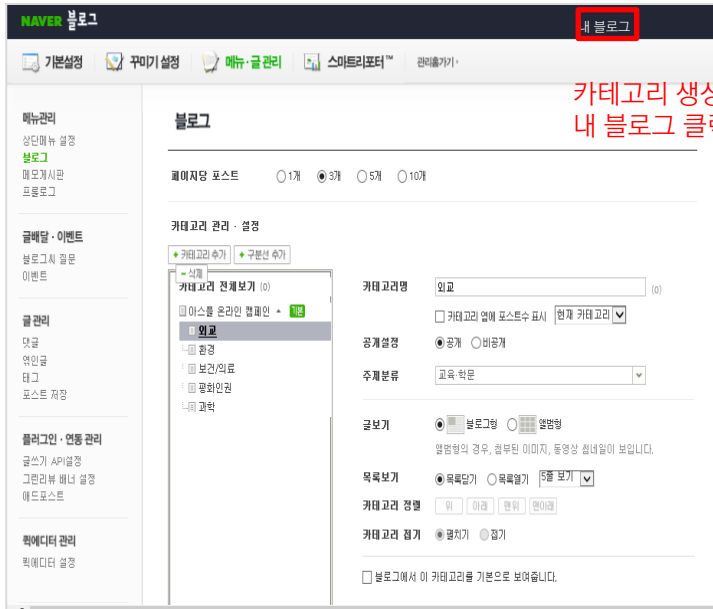 NAVER 블로그
내 블로그
기본설정 꾸미기 설정 메뉴·글 관리 스마트리포터™ 관리홈가기
카테고리 생성
내 블로그 클릭
메뉴관리
상단메뉴 설정
블로그
메모게시판
프롤로그
글배달·이벤트
블로그씨 질문
이벤트
글 관리
댓글
엮인글
태그
포스트 저장
플러그인·연동 관리
글쓰기 API설정
그린리뷰 배너 설정
애드포스트
퀵에디터 관리
퀵에디터 설정
블로그
페이지당 포스트 1개 3개 5개 10개
카테고리 관리 · 설정
+ 카테고리 추가 + 구분선 추가
- 삭제
카테고리 전체보기 (0)
아스플 온라인 캠페인 기본
외교
환경
보건/의료
평화인권
과학
카테고리명 외교 (0)
카테고리 옆에 포스트수 표시 현재 카테고리
공개설정 공개 비공개
주제분류 교육·학문
글보기 블로그형 앨범형
앨범형의 경우, 첨부된 이미지, 동영상 썸네일이 보입니다.
목록보기 목록닫기 목록열기 5줄 보기
카테고리 정렬 위 아래 맨위 맨아래
카테고리 접기 펼치기 접기
블로그에서 이 카테고리를 기본으로 보여줍니다.